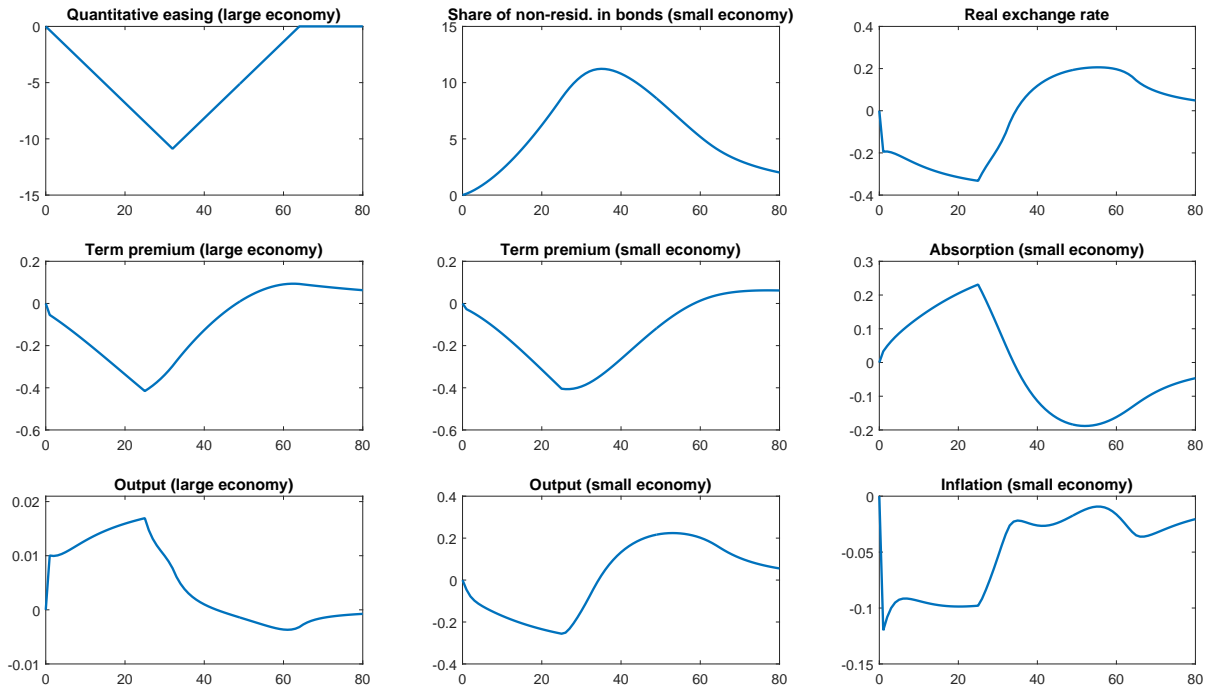 Quantitative easing (large economy)
0
-5
-10
-15
0 20 40 60 80
Share of non-resid. in bonds (small economy)
15
10
5
0
0 20 40 60 80
Real exchange rate
0.4
0.2
0
-0.2
-0.4
0 20 40 60 80
Term premium (large economy)
0.2
0
-0.2
-0.4
-0.6
0 20 40 60 80
Term premium (small economy)
0.2
0
-0.2
-0.4
-0.6
0 20 40 60 80
Absorption (small economy)
0.3
0.2
0.1
0
-0.1
-0.2
0 20 40 60 80
Output (large economy)
0.02
0.01
0
-0.01
0 20 40 60 80
Output (small economy)
0.4
0.2
0
-0.2
-0.4
0 20 40 60 80
Inflation (small economy)
0
-0.05
-0.1
-0.15
0 20 40 60 80